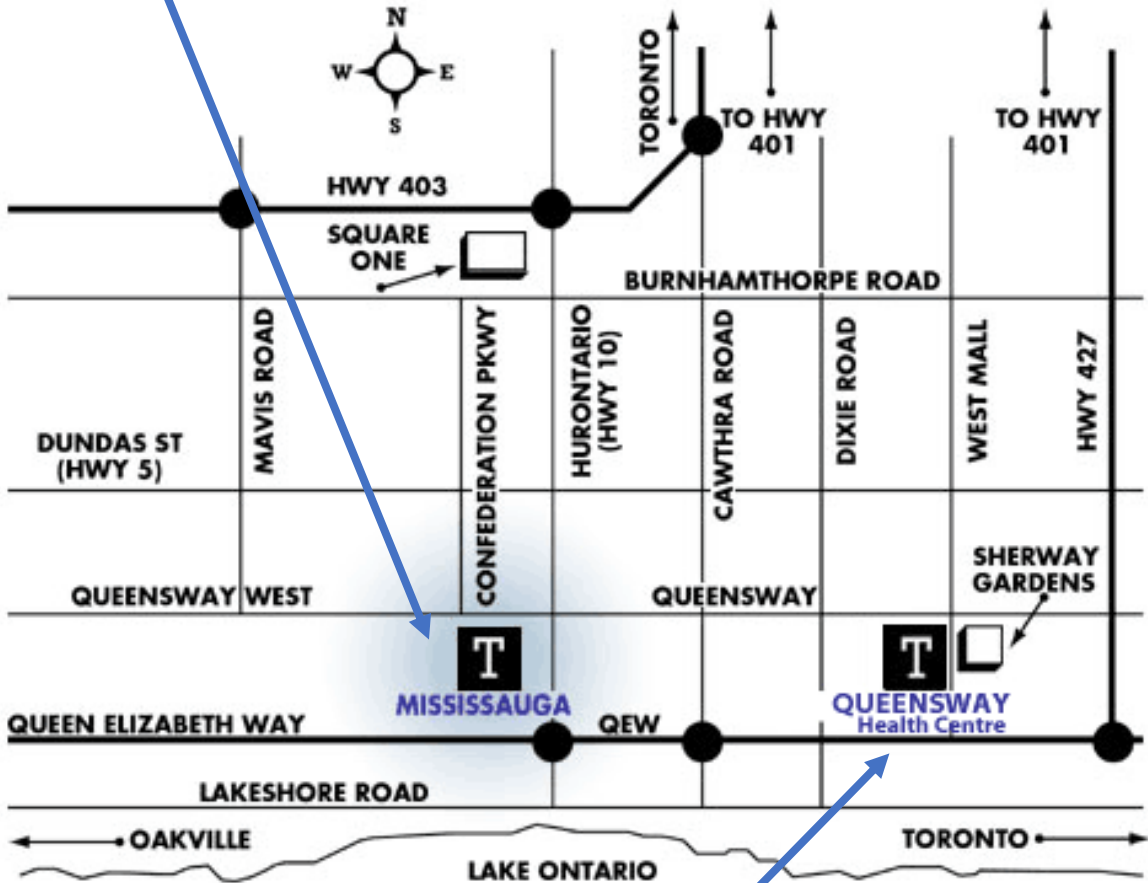 N
W E
S
TORONTO
TO HWY
401
TO HWY
401
HWY 403
SQUARE
ONE
BURNHAMTHORPE ROAD
MAVIS ROAD
CONFEDERATION PKWY
HURONTARIO
(HWY 10)
CAWTHRA ROAD
DIXIE ROAD
WEST MALL
HWY 427
DUNDAS ST
(HWY 5)
SHERWAY
GARDENS
QUEENSWAY WEST
QUEENSWAY
T
MISSISSAUGA
T
QUEENSWAY
Health Centre
QUEEN ELIZABETH WAY
QEW
LAKESHORE ROAD
OAKVILLE
TORONTO
LAKE ONTARIO